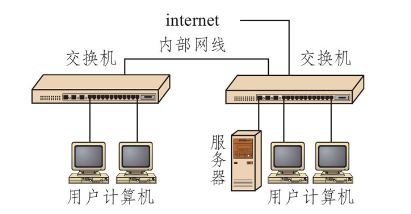 internet
内部网线
交换机
交换机
服务器
用户计算机
用户计算机